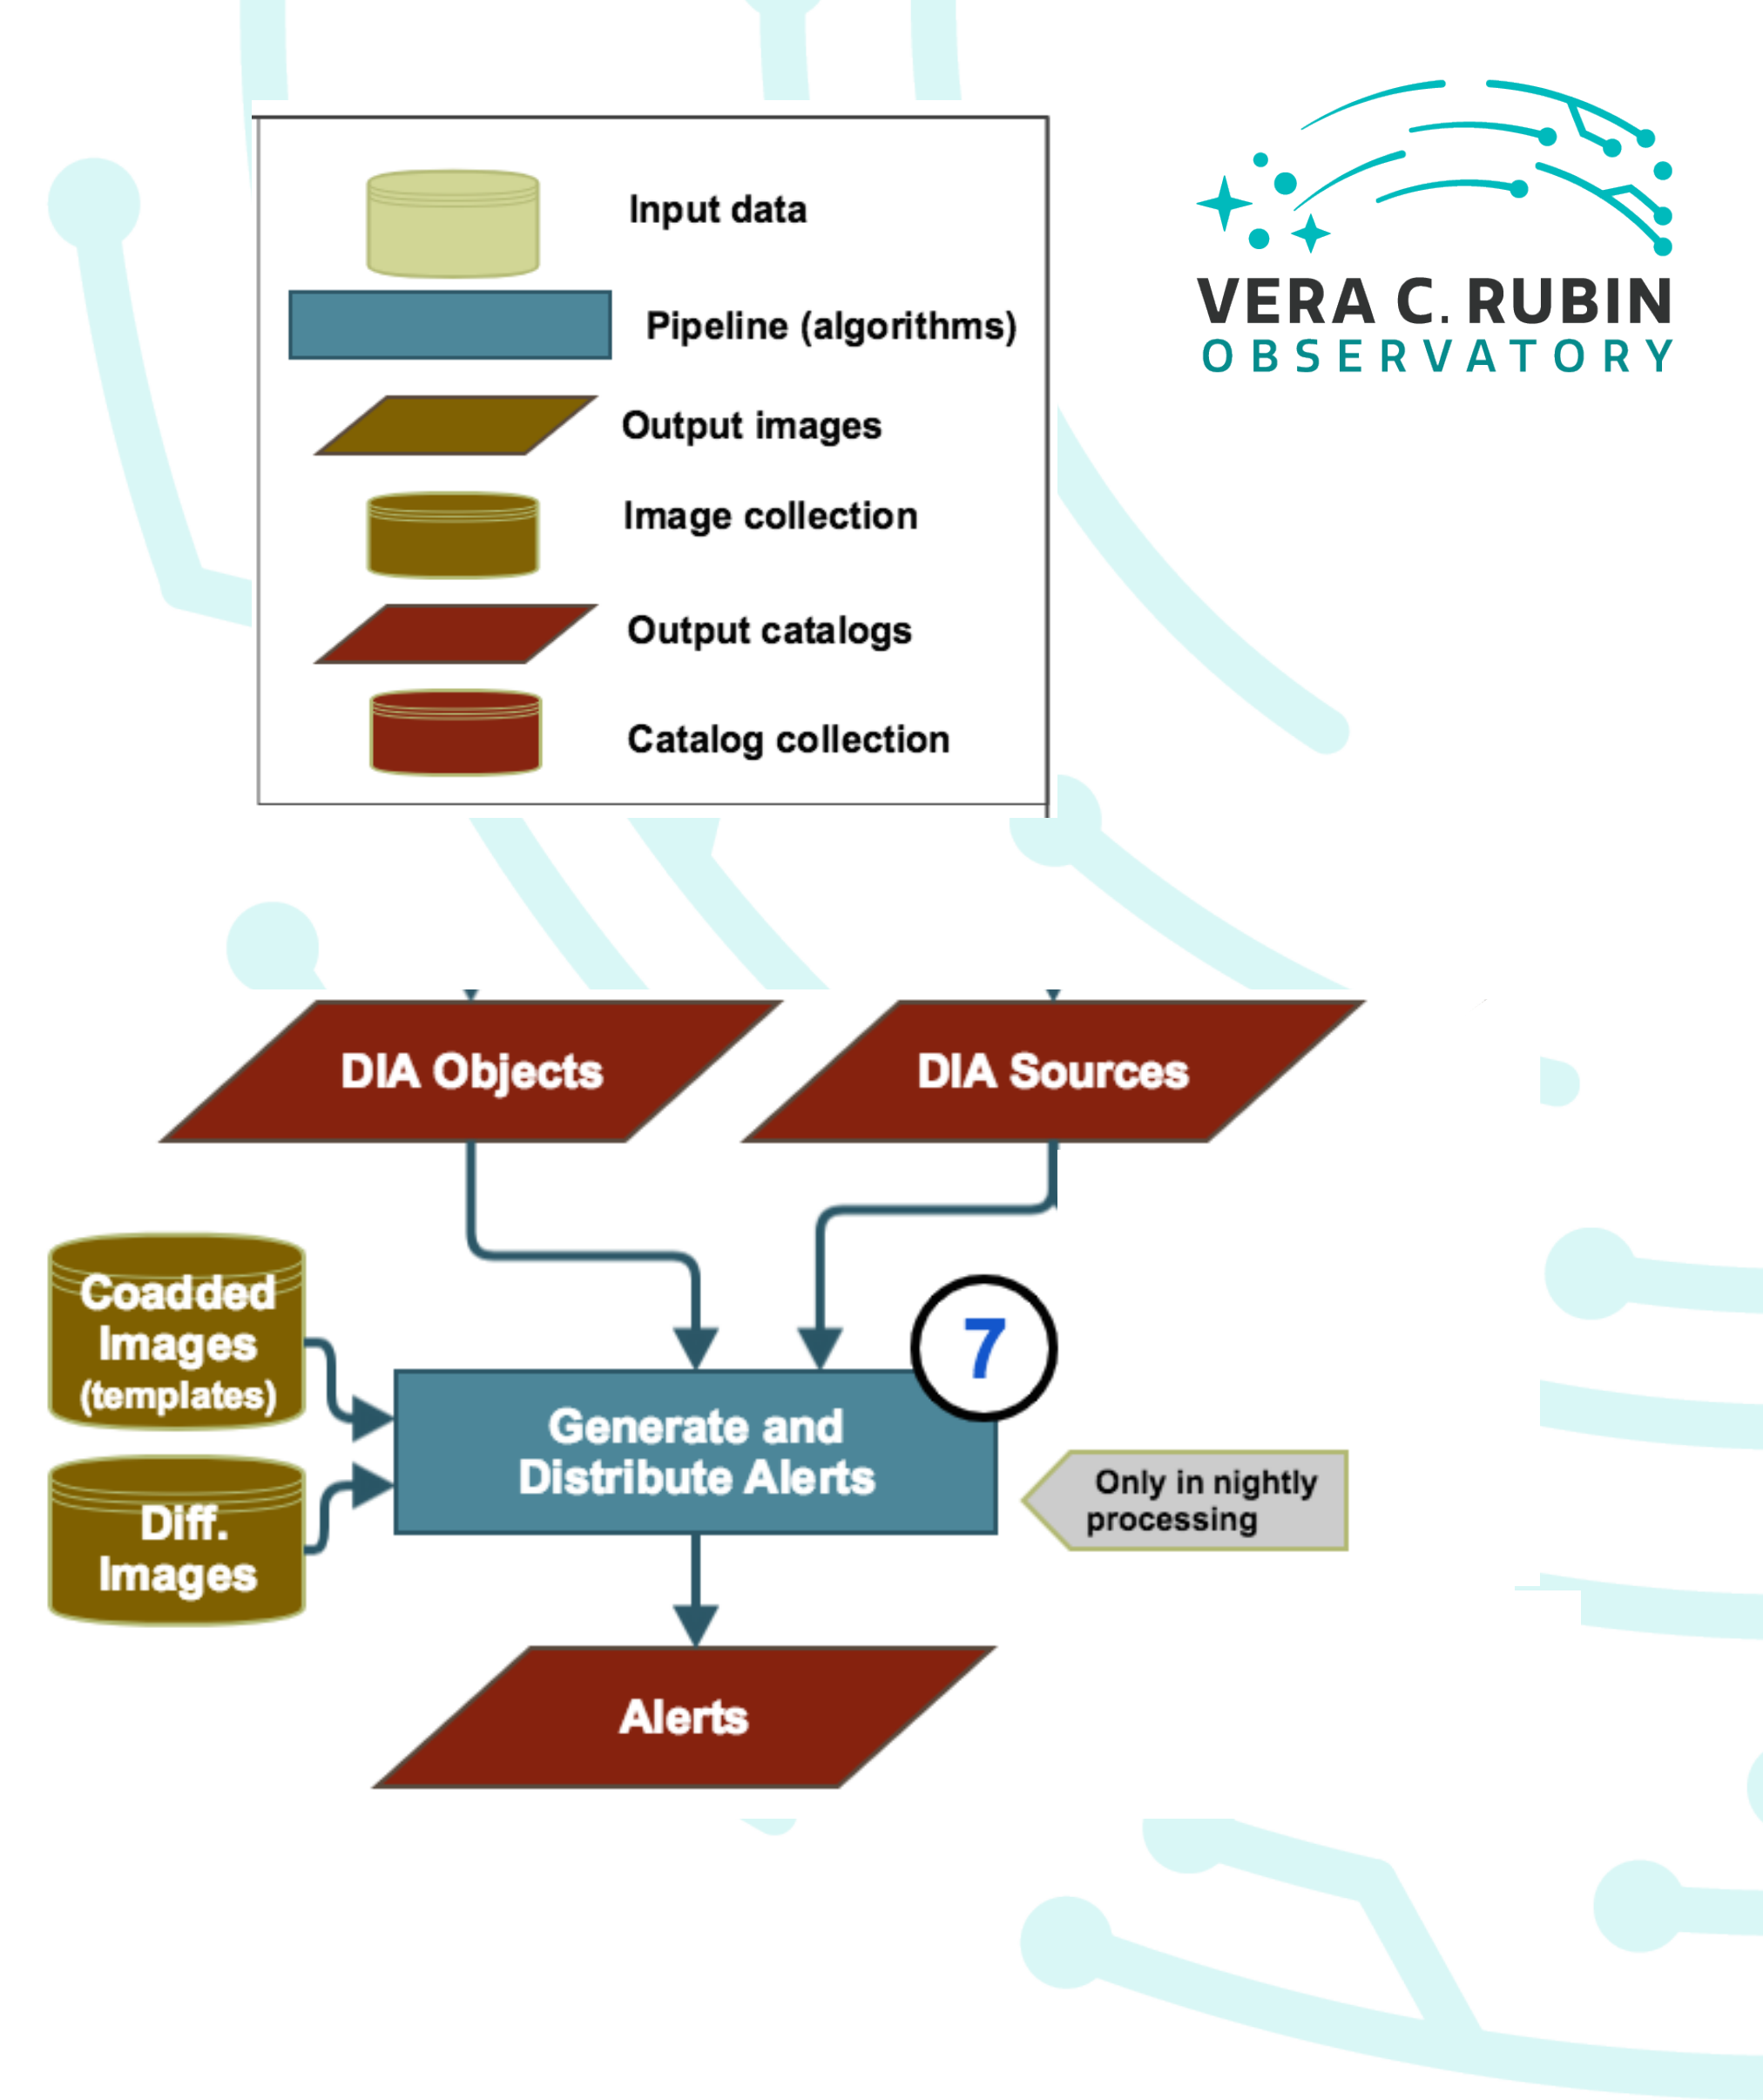 VERA C. RUBIN
OBSERVATORY
Input data
Pipeline (algorithms)
Output images
Image collection
Output catalogs
Catalog collection
DIA Objects
DIA Sources
Coadded
Images
(templates)
Diff.
Images
7
Generate and
Distribute Alerts
Only in nightly
processing
Alerts